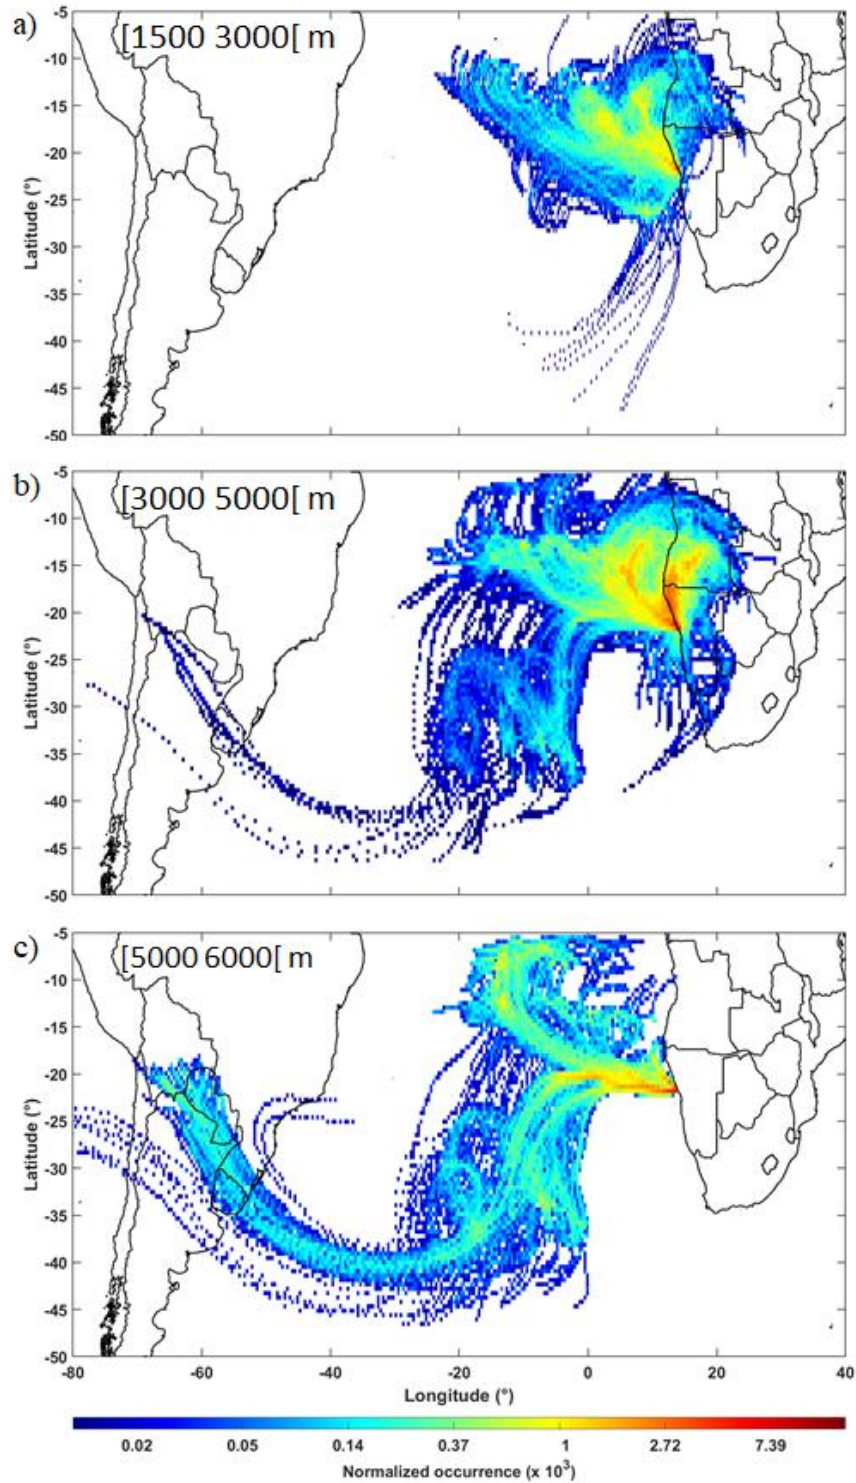 a)
[1500 3000[ m
Latitude (°)
-5
-10
-15
-20
-25
-30
-35
-40
-45
-50
b)
[3000 5000[ m
Latitude (°)
-5
-10
-15
-20
-25
-30
-35
-40
-45
-50
c)
[5000 6000[ m
Latitude (°)
-5
-10
-15
-20
-25
-30
-35
-40
-45
-50
-80 -60 -40 -20 0 20 40
Longitude (°)
0.02 0.05 0.14 0.37 1 2.72 7.39
Normalized occurrence (x 10³)